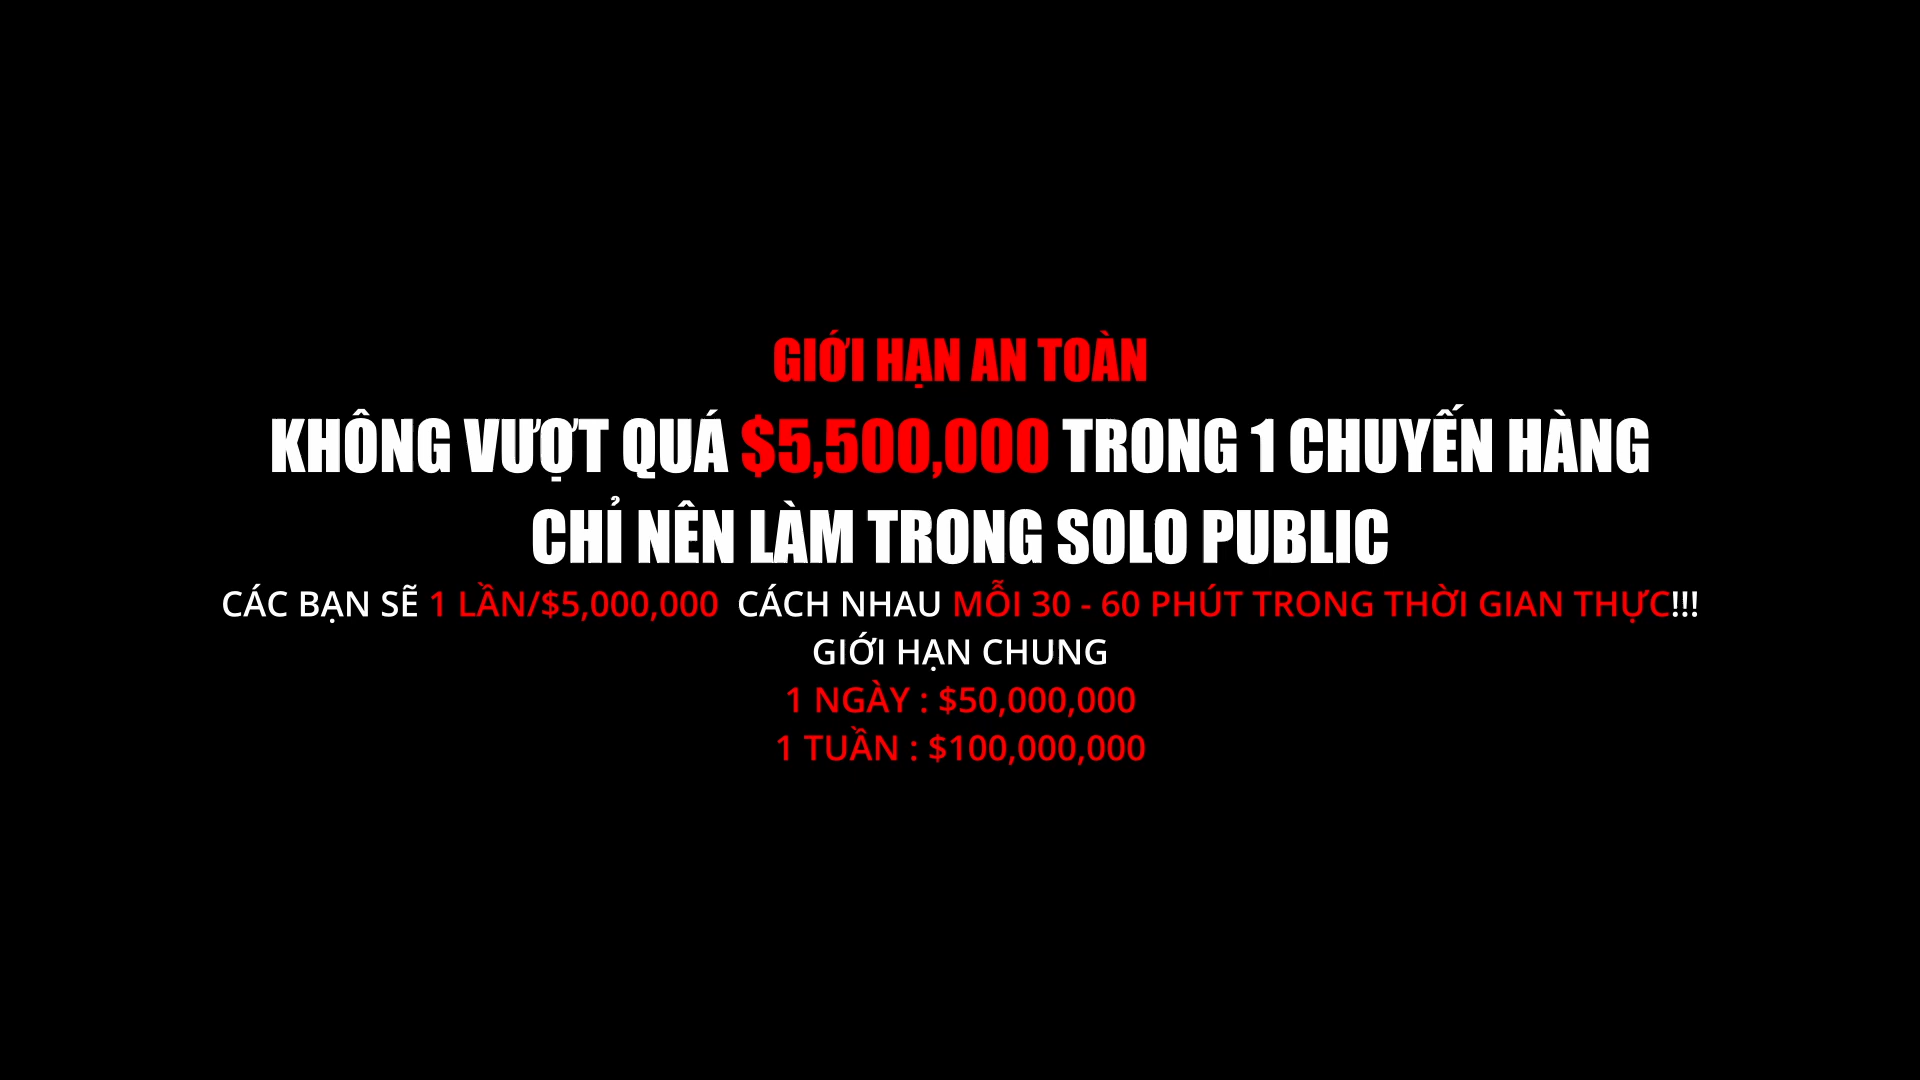 GIỚI HẠN AN TOÀN
KHÔNG VƯỢT QUÁ $5,500,000 TRONG 1 CHUYẾN HÀNG
CHỈ NÊN LÀM TRONG SOLO PUBLIC
CÁC BẠN SẼ 1 LẦN/$5,000,000 CÁCH NHAU MỖI 30 - 60 PHÚT TRONG THỜI GIAN THỰC!!!
GIỚI HẠN CHUNG
1 NGÀY : $50,000,000
1 TUẦN : $100,000,000